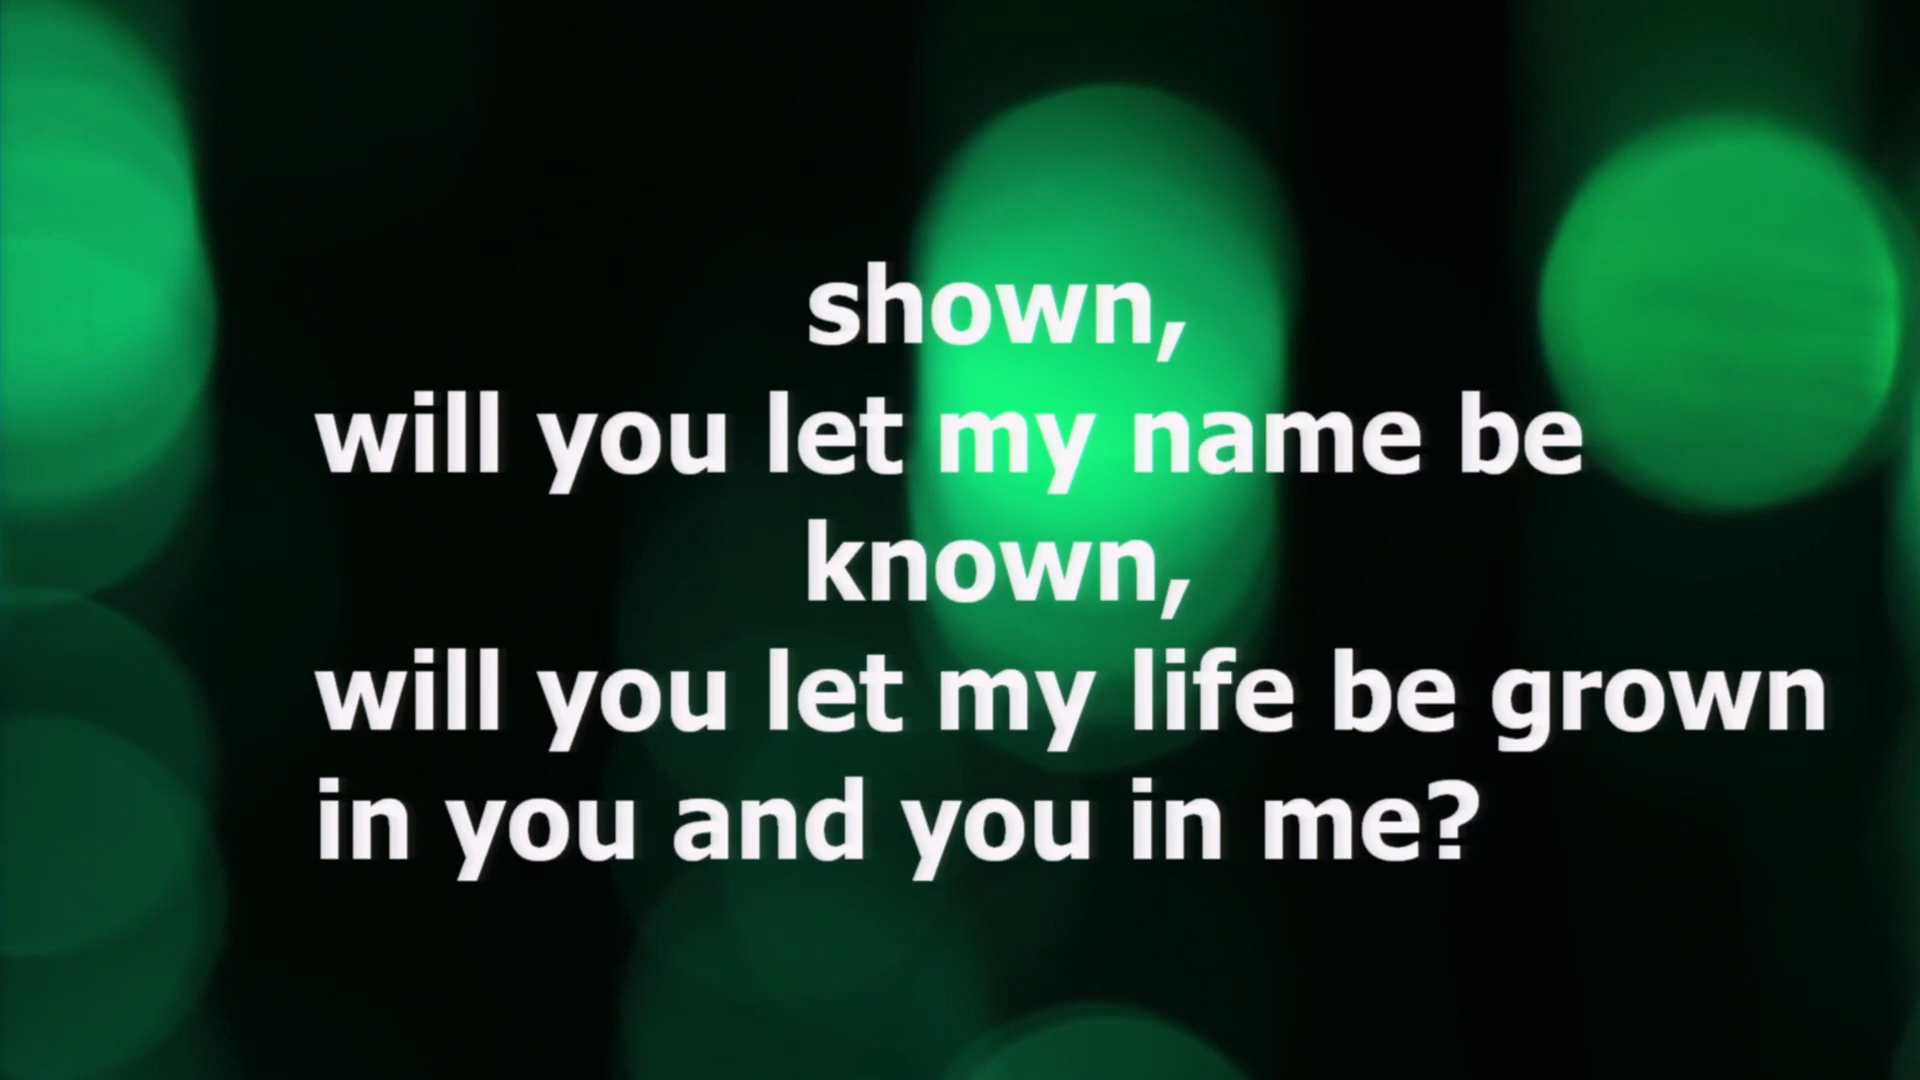 shown,
will you let my name be
known,
will you let my life be grown
in you and you in me?